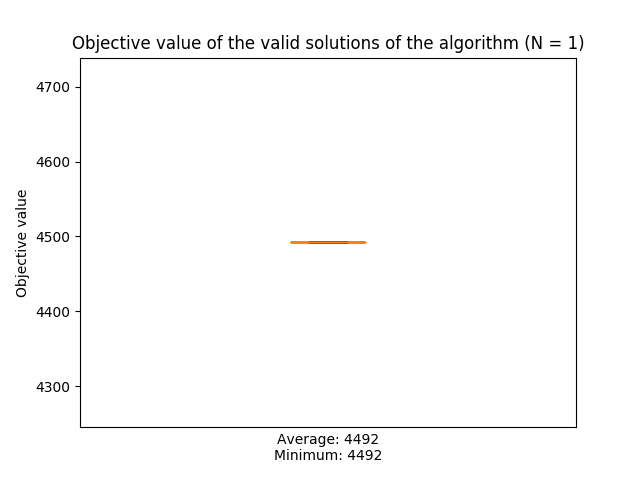 Objective value of the valid solutions of the algorithm (N = 1)
4700
4600
4500
4400
4300
Objective value
Average: 4492
Minimum: 4492